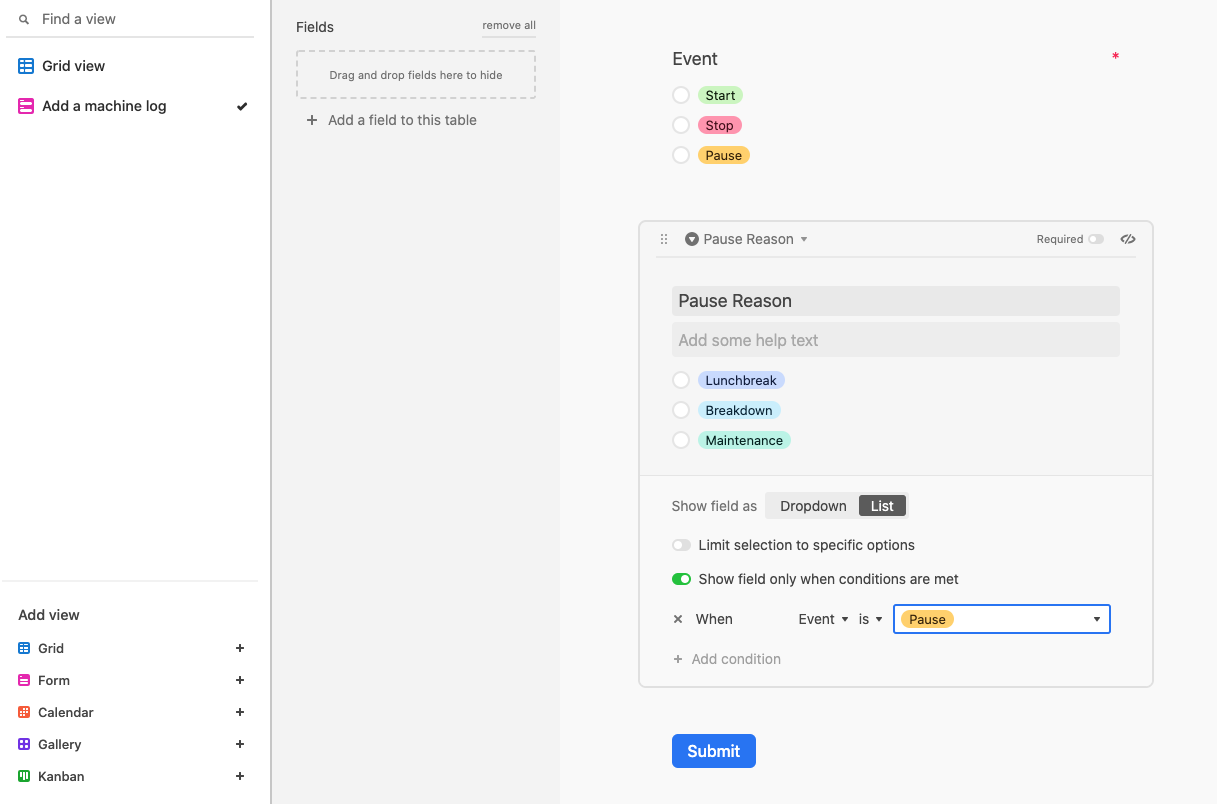 Find a view
Grid view
Add a machine log
Add view
Grid
Form
Calendar
Gallery
Kanban
Fields
remove all
Drag and drop fields here to hide
Add a field to this table
Event *
Start
Stop
Pause
Pause Reason
Required
Pause Reason
Add some help text
Lunchbreak
Breakdown
Maintenance
Show field as Dropdown List
Limit selection to specific options
Show field only when conditions are met
When Event is Pause
Add condition
Submit